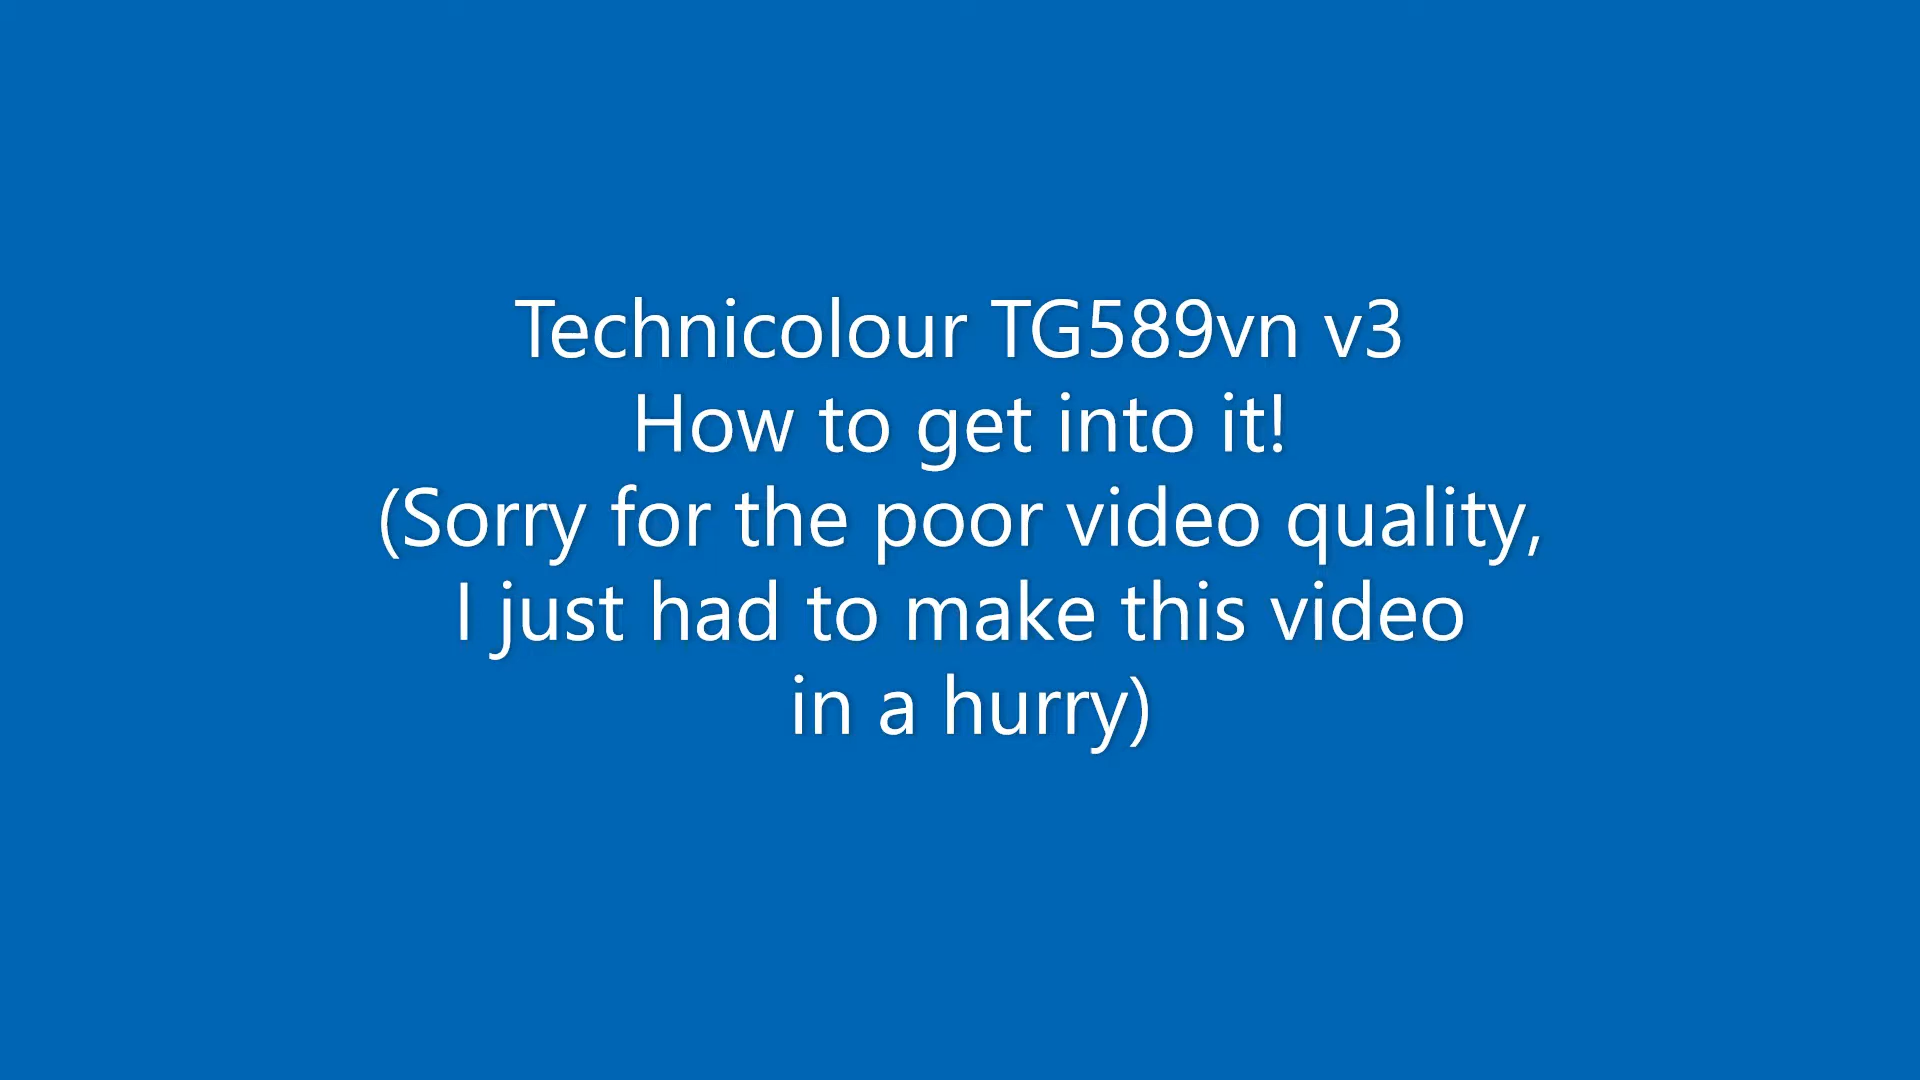 Technicolour TG589vn v3
How to get into it!
(Sorry for the poor video quality,
I just had to make this video
in a hurry)